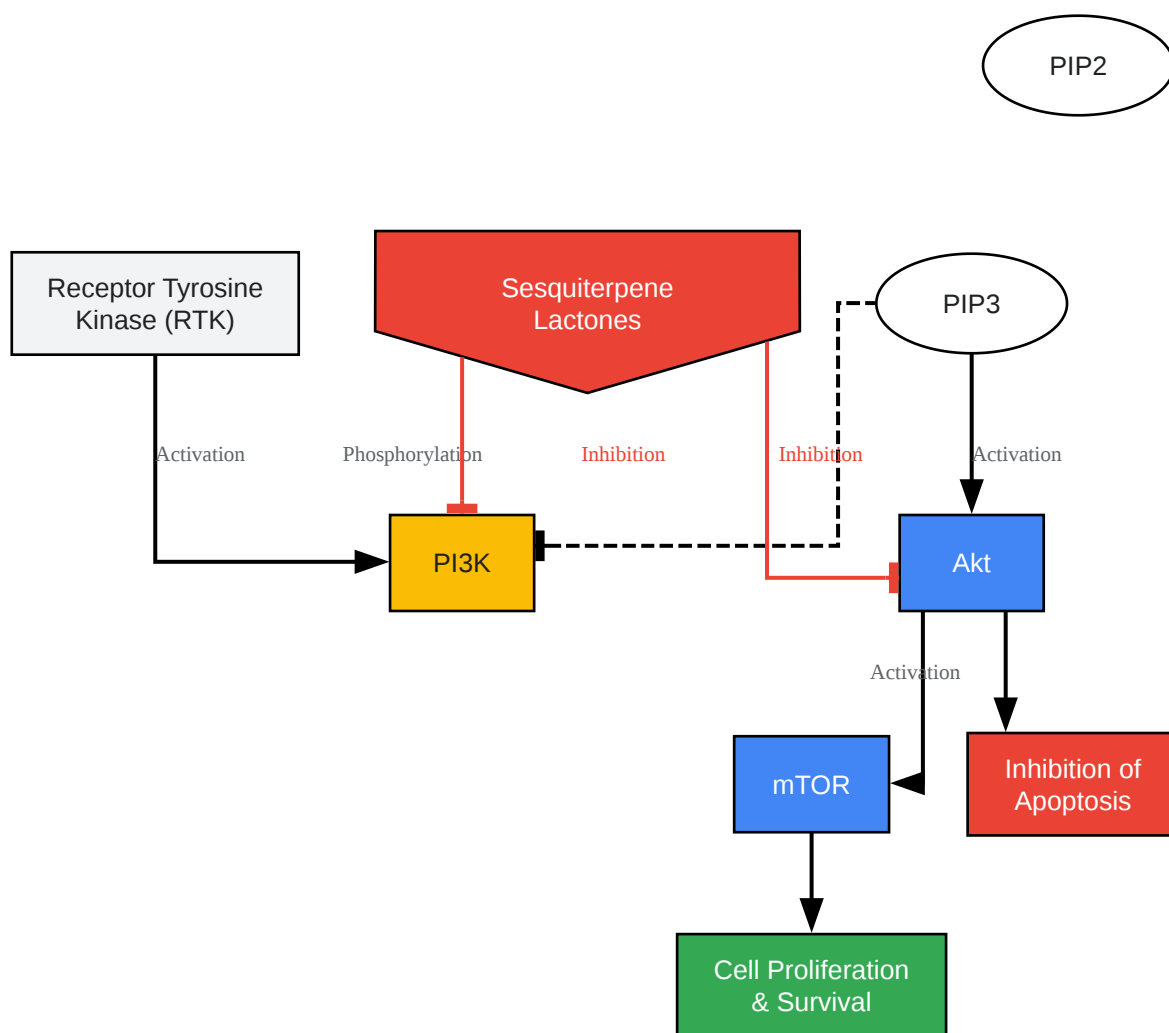 PIP2
Receptor Tyrosine
Kinase (RTK)
Sesquiterpene
Lactones
PIP3
Activation
Phosphorylation
Inhibition
Inhibition
Activation
PI3K
Akt
Activation
mTOR
Inhibition of
Apoptosis
Cell Proliferation
& Survival